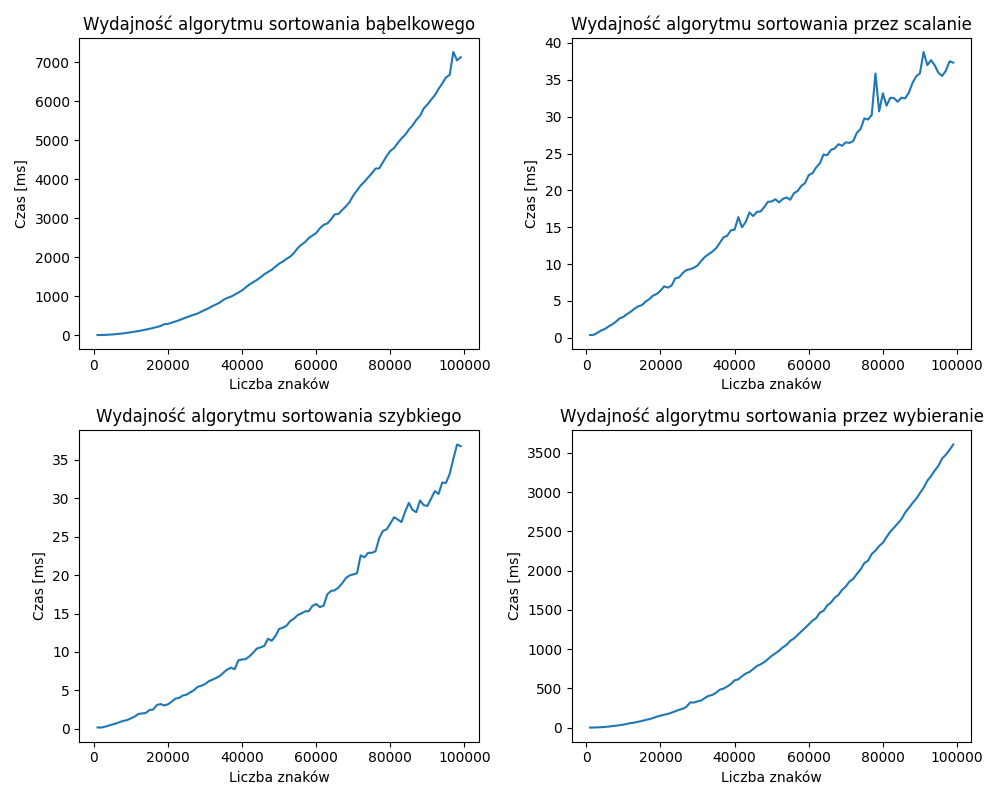 Wydajność algorytmu sortowania bąbelkowego
7000
6000
5000
4000
3000
2000
1000
0
Czas [ms]
0 20000 40000 60000 80000 100000
Liczba znaków
Wydajność algorytmu sortowania przez scalanie
40
35
30
25
20
15
10
5
0
Czas [ms]
0 20000 40000 60000 80000 100000
Liczba znaków
Wydajność algorytmu sortowania szybkiego
35
30
25
20
15
10
5
0
Czas [ms]
0 20000 40000 60000 80000 100000
Liczba znaków
Wydajność algorytmu sortowania przez wybieranie
3500
3000
2500
2000
1500
1000
500
0
Czas [ms]
0 20000 40000 60000 80000 100000
Liczba znaków